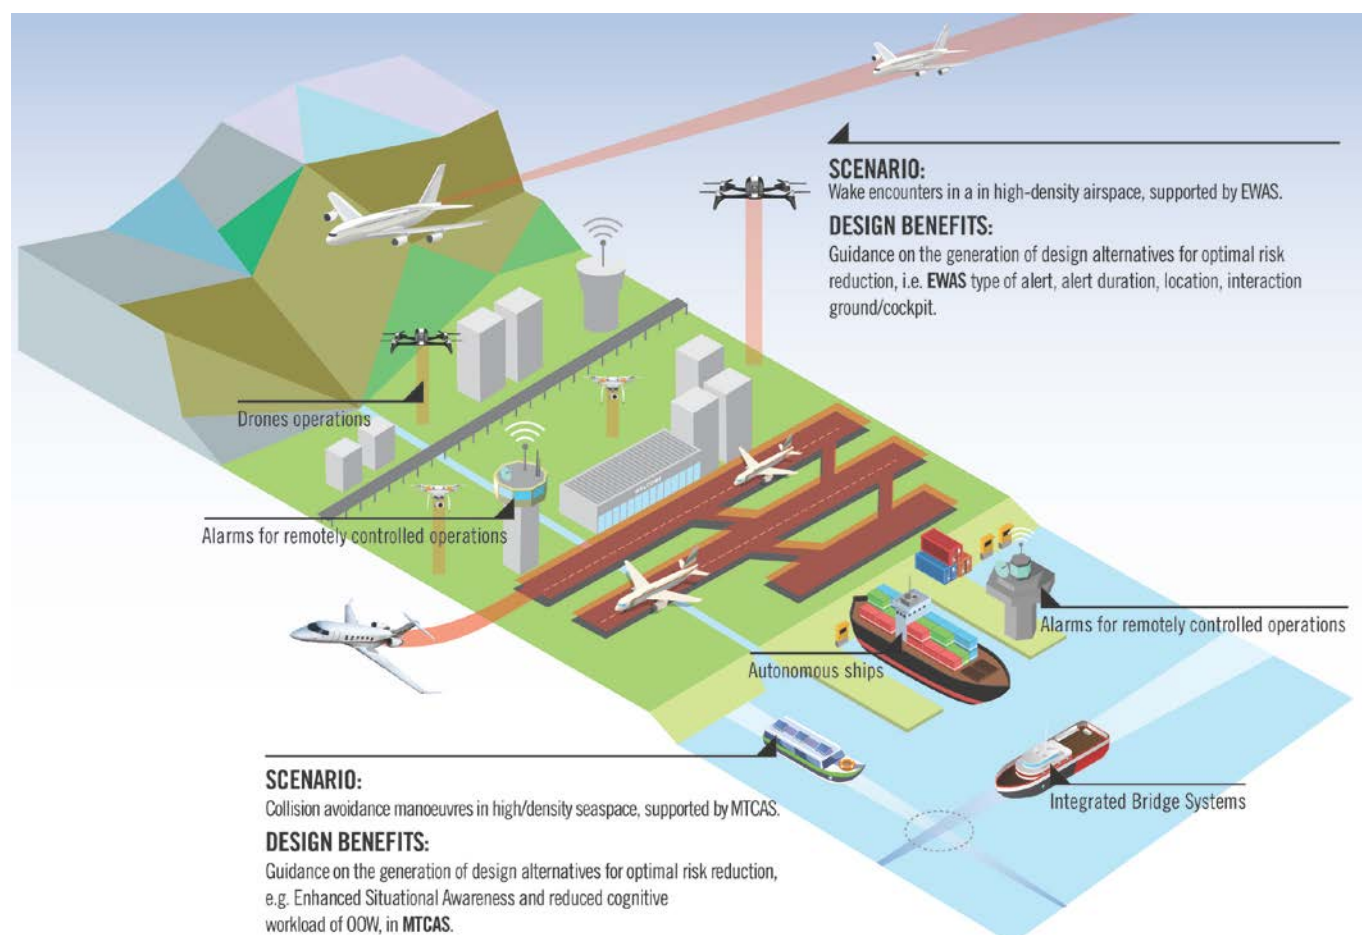 SCENARIO:
Wake encounters in a in high-density airspace, supported by EWAS.
DESIGN BENEFITS:
Guidance on the generation of design alternatives for optimal risk
reduction, i.e. EWAS type of alert, alert duration, location, interaction
ground/cockpit.
Drones operations
Alarms for remotely controlled operations
Alarms for remotely controlled operations
Autonomous ships
Integrated Bridge Systems
SCENARIO:
Collision avoidance manoeuvres in high/density seaspace, supported by MTCAS.
DESIGN BENEFITS:
Guidance on the generation of design alternatives for optimal risk reduction,
e.g. Enhanced Situational Awareness and reduced cognitive
workload of OOW, in MTCAS.